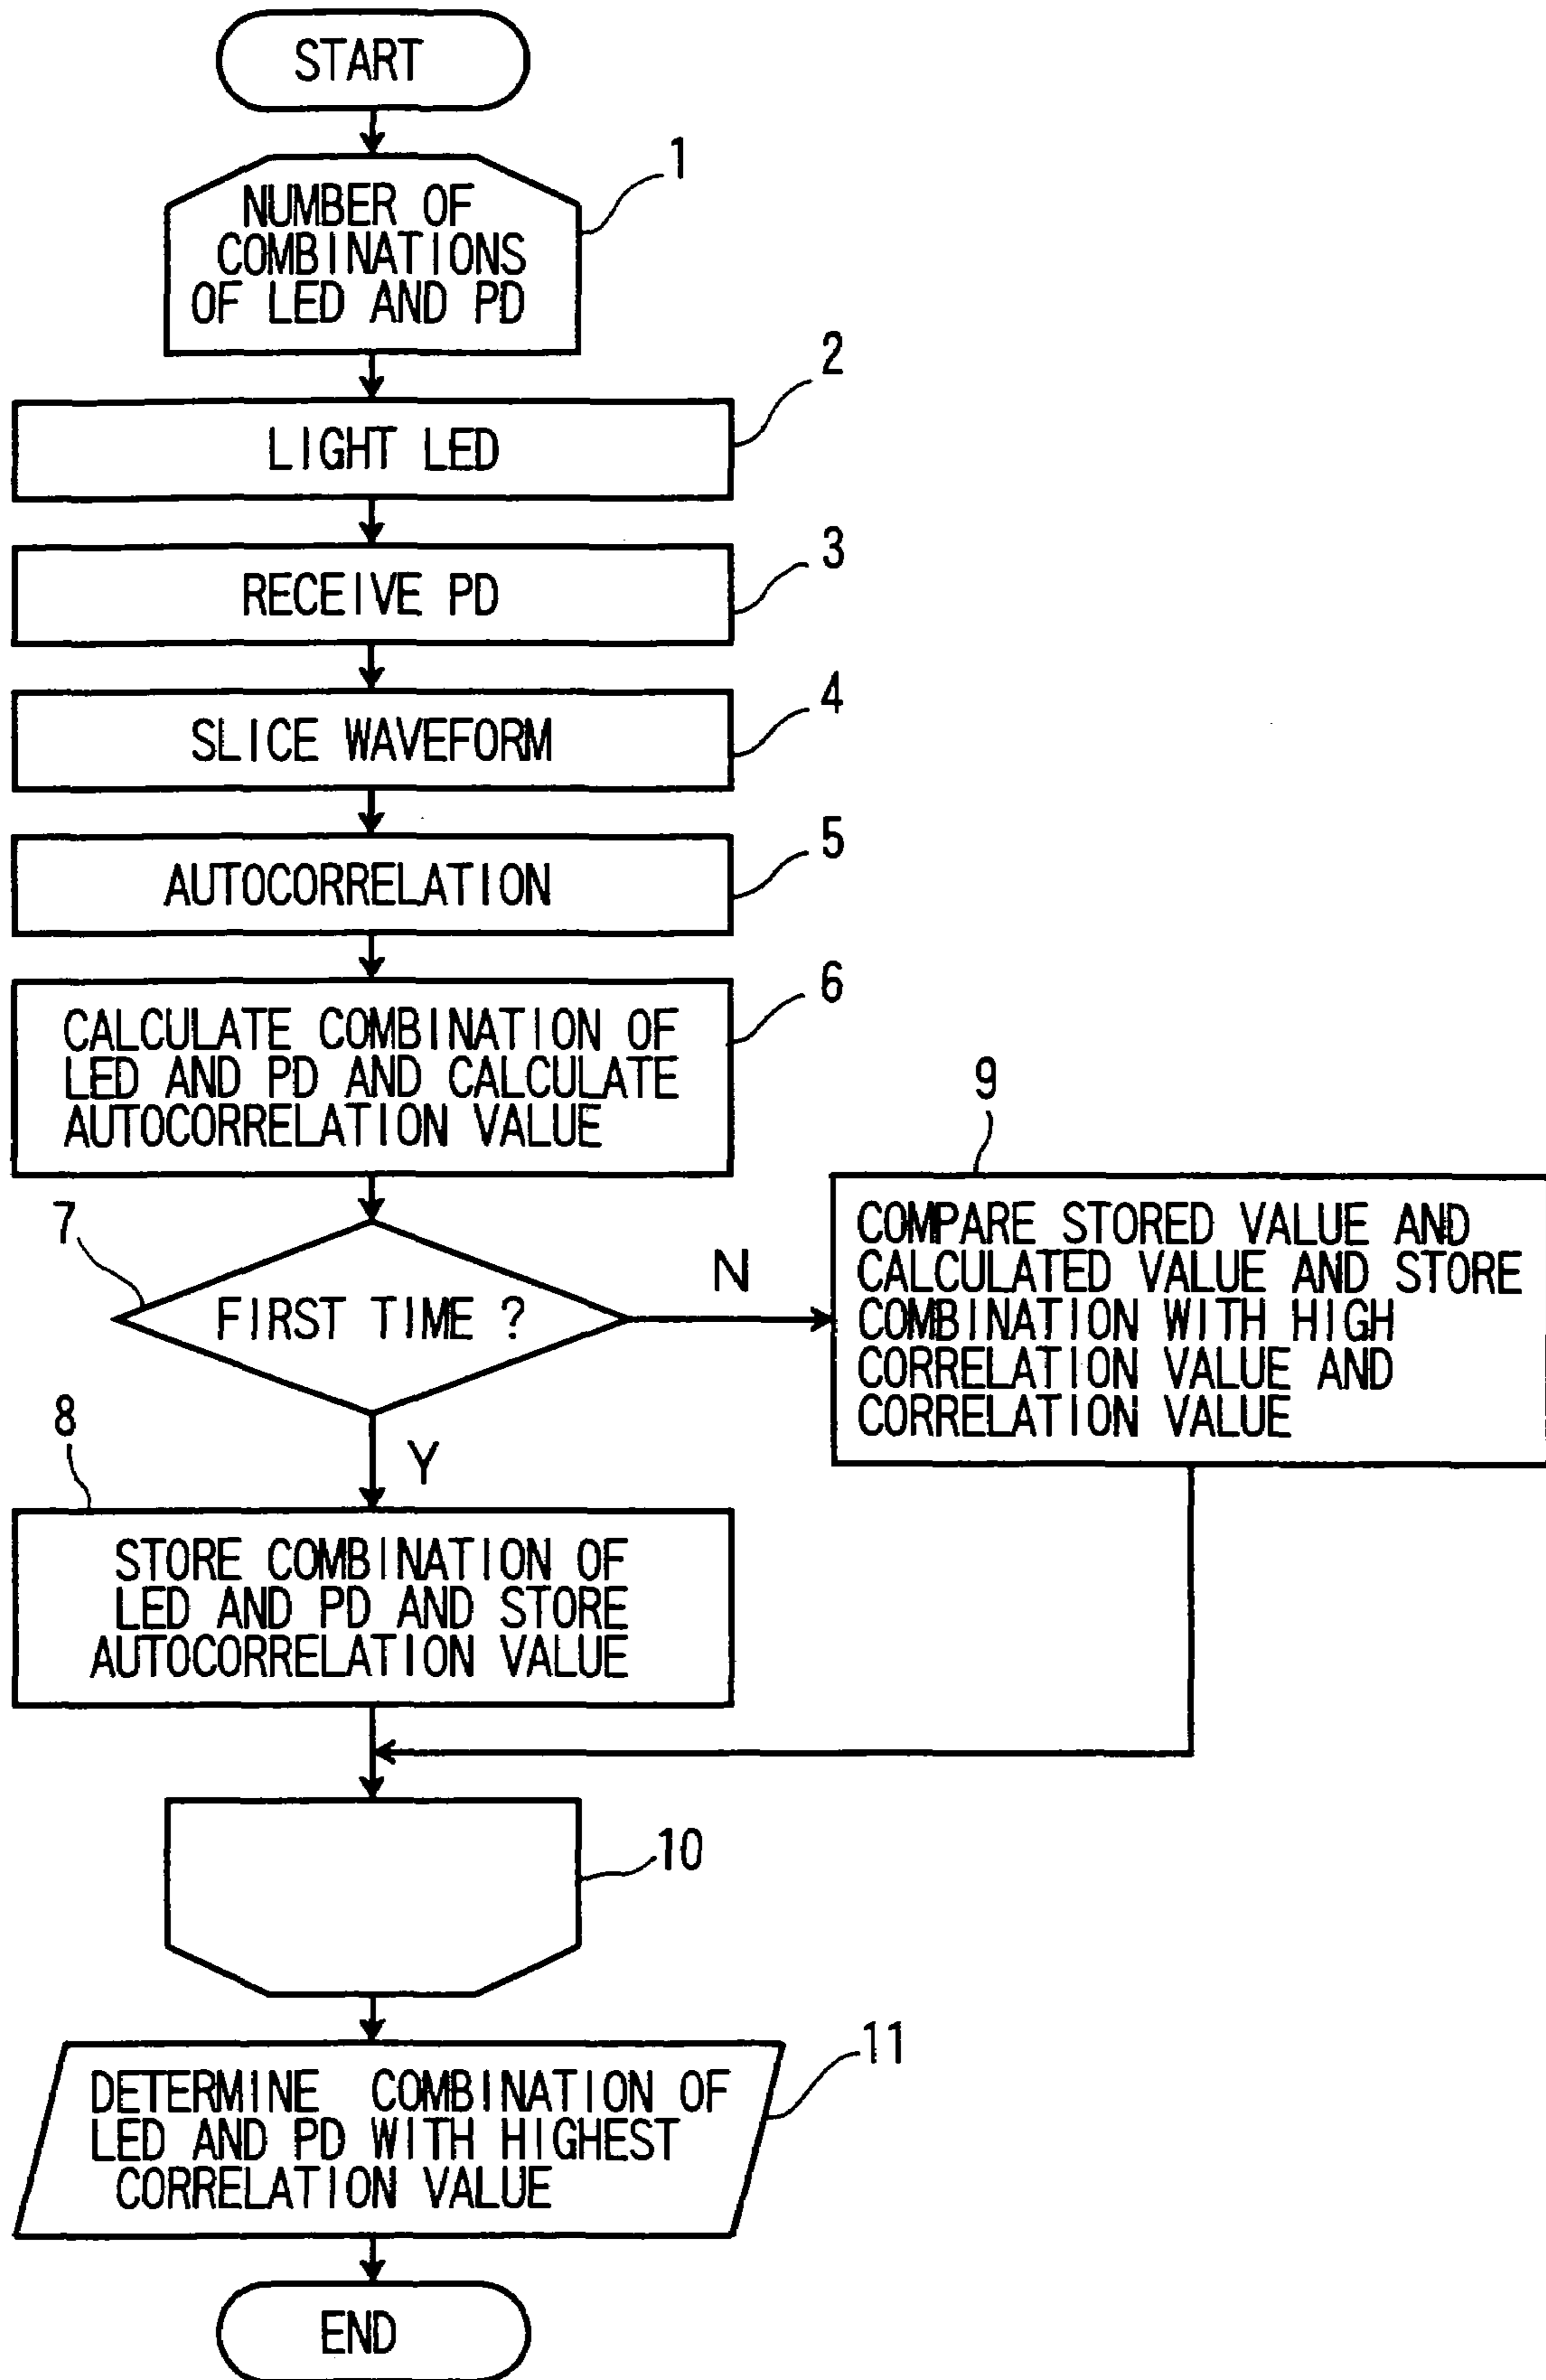 START
1
NUMBER OF
COMBINATIONS
OF LED AND PD
2
LIGHT LED
3
RECEIVE PD
4
SLICE WAVEFORM
5
AUTOCORRELATION
6
CALCULATE COMBINATION OF
LED AND PD AND CALCULATE
AUTOCORRELATION VALUE
7
FIRST TIME ?
N
9
COMPARE STORED VALUE AND
CALCULATED VALUE AND STORE
COMBINATION WITH HIGH
CORRELATION VALUE AND
CORRELATION VALUE
Y
8
STORE COMBINATION OF
LED AND PD AND STORE
AUTOCORRELATION VALUE
10
11
DETERMINE COMBINATION OF
LED AND PD WITH HIGHEST
CORRELATION VALUE
END